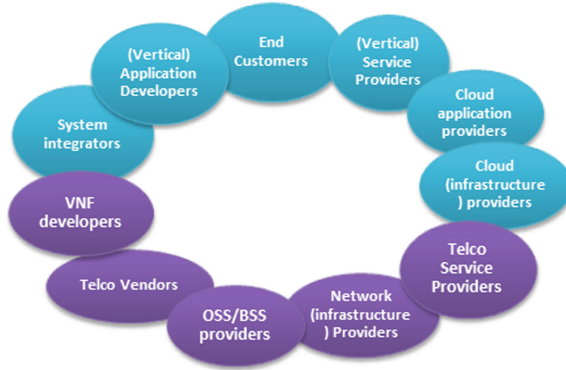 End
Customers
(Vertical)
Service
Providers
Cloud
application
providers
Cloud
(infrastructure
) providers
Telco
Service
Providers
Network
(infrastructure
) Providers
OSS/BSS
providers
Telco Vendors
VNF
developers
System
integrators
(Vertical)
Application
Developers